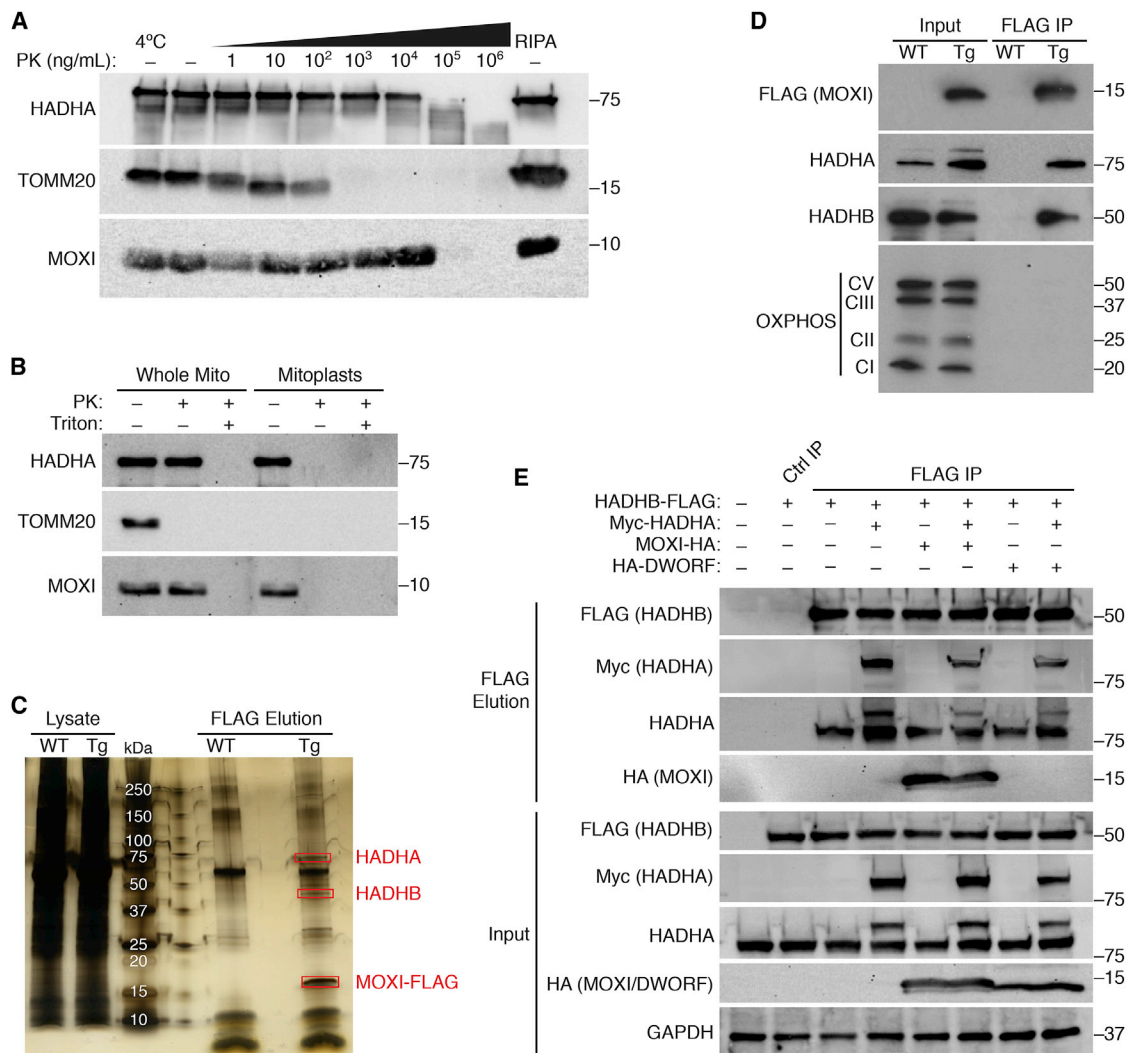 A
4ºC
RIPA
PK (ng/mL): – – 1 10 10² 10³ 10⁴ 10⁵ 10⁶ –
HADHA –75
TOMM20 –15
MOXI –10
B
Whole Mito Mitoplasts
PK: – + + – + +
Triton: – – + – – +
HADHA –75
TOMM20 –15
MOXI –10
C
Lysate FLAG Elution
WT Tg kDa WT Tg
250
150
100
75 HADHA
50 HADHB
37
25
20
15 MOXI-FLAG
10
D
Input FLAG IP
WT Tg WT Tg
FLAG (MOXI) –15
HADHA –75
HADHB –50
OXPHOS
CV –50
CIII –37
CII –25
CI –20
E
Ctrl IP FLAG IP
HADHB-FLAG: – + + + + + + +
Myc-HADHA: – – – + – + – +
MOXI-HA: – – – – + + – –
HA-DWORF: – – – – – – + +
FLAG Elution
FLAG (HADHB) –50
Myc (HADHA) –75
HADHA –75
HA (MOXI) –15
Input
FLAG (HADHB) –50
Myc (HADHA) –75
HADHA –75
HA (MOXI/DWORF) –15
GAPDH –37